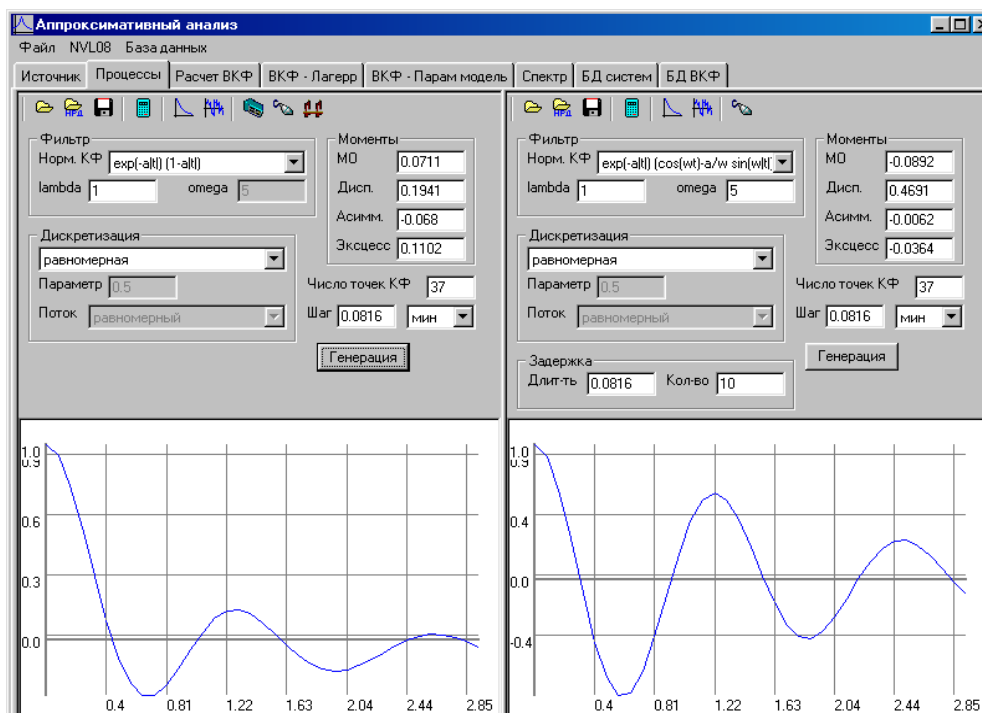 Аппроксимативный анализ
Файл NVL08 База данных
Источник Процессы Расчет ВКФ ВКФ - Лагерр ВКФ - Парам модель Спектр БД систем БД ВКФ
Фильтр
Норм. КФ exp(-a|t|) (1-a|t|)
lambda 1 omega 5
Моменты
МО 0.0711
Дисп. 0.1941
Асимм. -0.068
Эксцесс 0.1102
Дискретизация
равномерная
Параметр 0.5
Поток равномерный
Число точек КФ 37
Шаг 0.0816 мин
Генерация
1.0
0.9
0.6
0.3
0.0
0.4 0.81 1.22 1.63 2.04 2.44 2.85
Фильтр
Норм. КФ exp(-a|t|) (cos(wt)-a/w sin(w|t|
lambda 1 omega 5
Моменты
МО -0.0892
Дисп. 0.4691
Асимм. -0.0062
Эксцесс -0.0364
Дискретизация
равномерная
Параметр 0.5
Поток равномерный
Число точек КФ 37
Шаг 0.0816 мин
Генерация
Задержка
Длит-ть 0.0816 Кол-во 10
1.0
0.9
0.4
0.0
-0.4
0.4 0.81 1.22 1.63 2.04 2.44 2.85